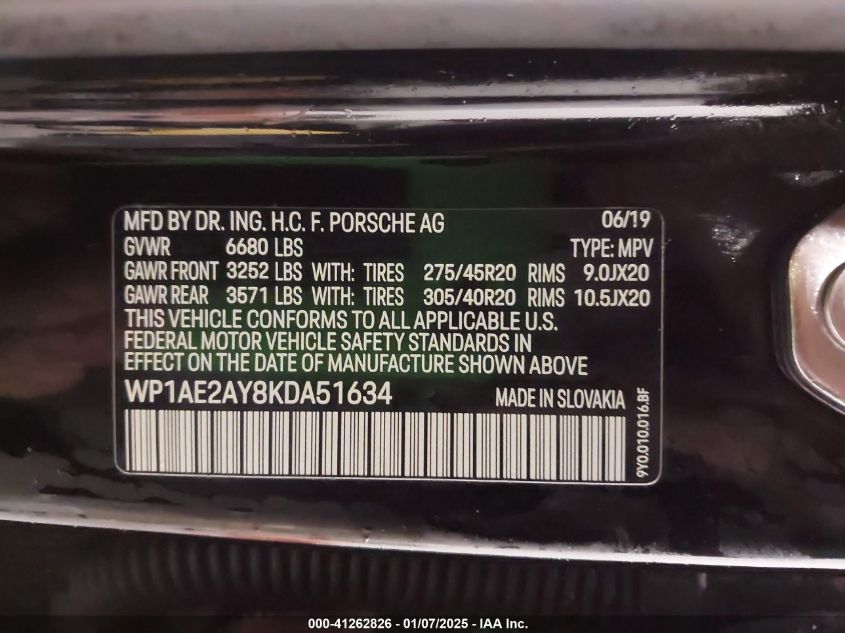 MFD BY DR. ING. H.C. F. PORSCHE AG 06/19
GVWR 6680 LBS TYPE: MPV
GAWR FRONT 3252 LBS WITH: TIRES 275/45R20 RIMS 9.0JX20
GAWR REAR 3571 LBS WITH: TIRES 305/40R20 RIMS 10.5JX20
THIS VEHICLE CONFORMS TO ALL APPLICABLE U.S.
FEDERAL MOTOR VEHICLE SAFETY STANDARDS IN
EFFECT ON THE DATE OF MANUFACTURE SHOWN ABOVE
WP1AE2AY8KDA51634 MADE IN SLOVAKIA
9Y0.010.016.BF
000-41262826 - 01/07/2025 - IAA Inc.